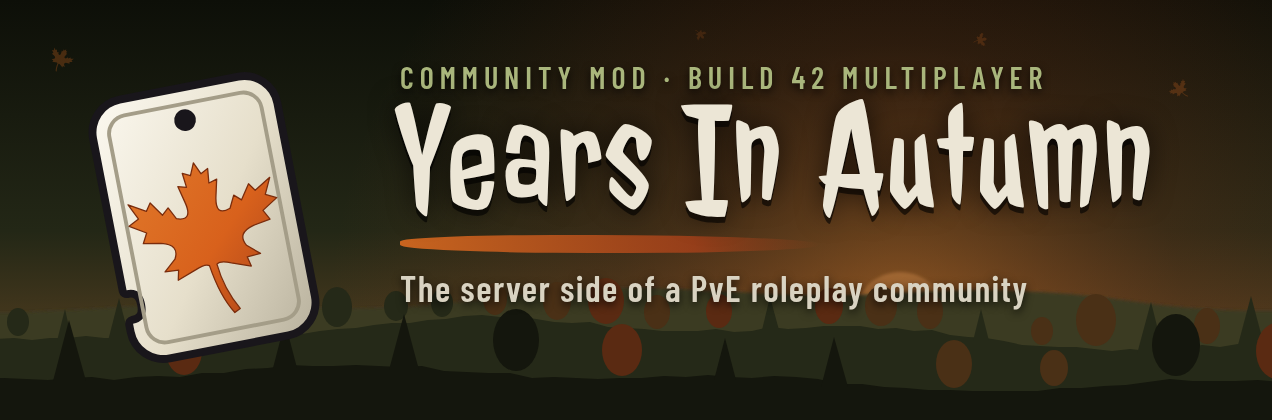 COMMUNITY MOD · BUILD 42 MULTIPLAYER
Years In Autumn
The server side of a PvE roleplay community